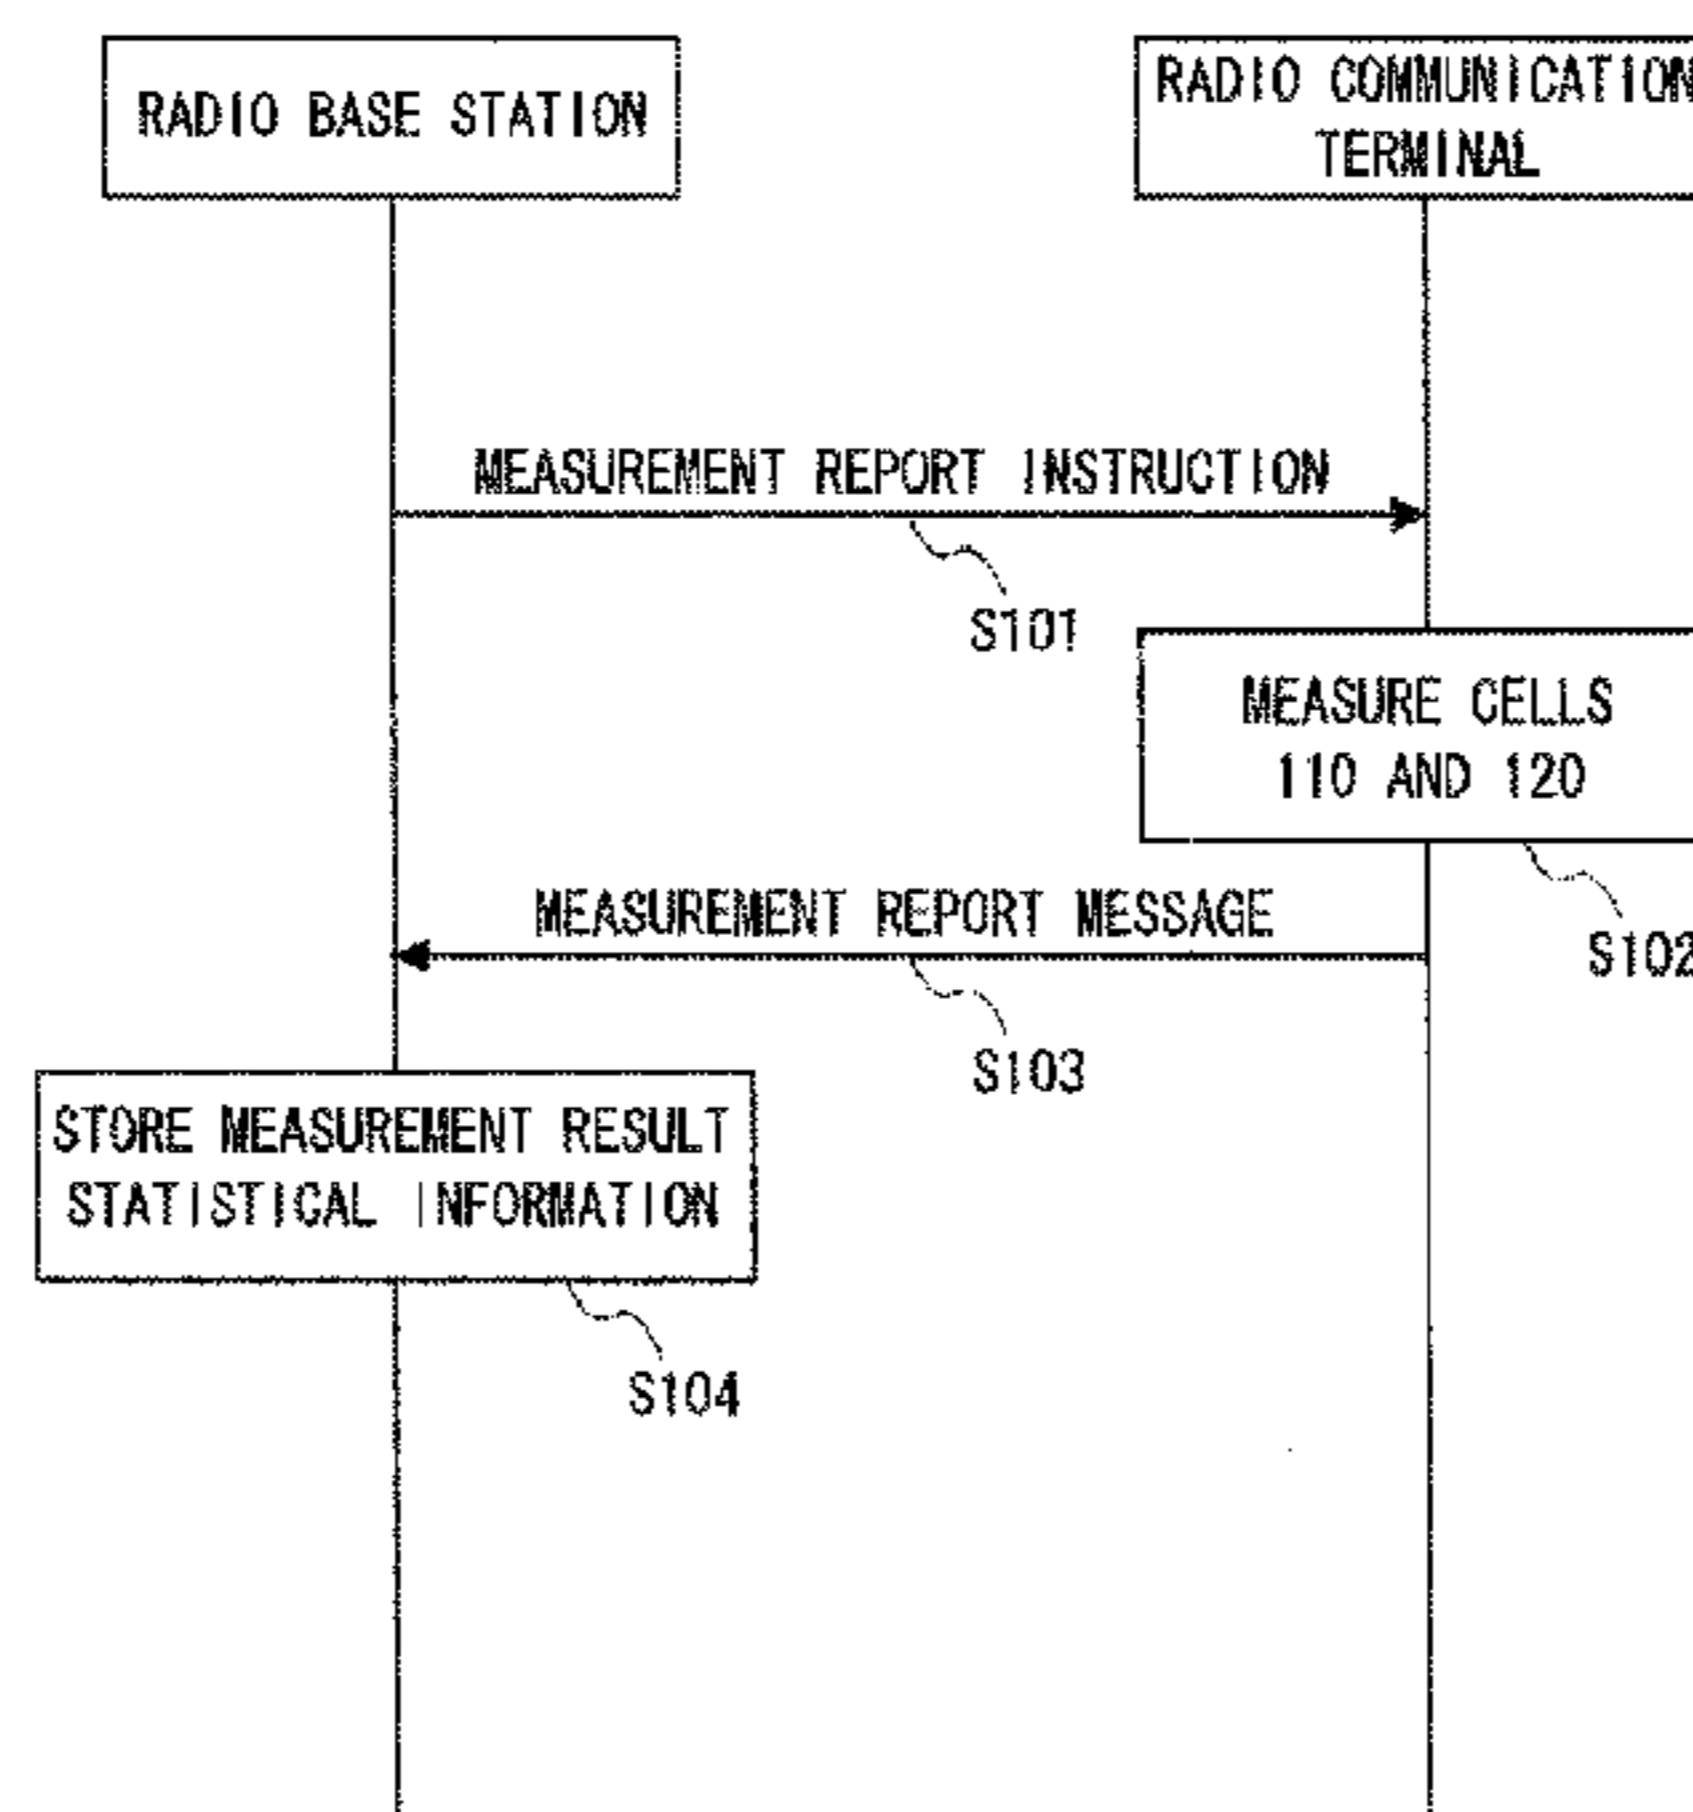 RADIO BASE STATION
RADIO COMMUNICATION
TERMINAL
MEASUREMENT REPORT INSTRUCTION
S101
MEASURE CELLS
110 AND 120
S102
MEASUREMENT REPORT MESSAGE
S103
STORE MEASUREMENT RESULT
STATISTICAL INFORMATION
S104